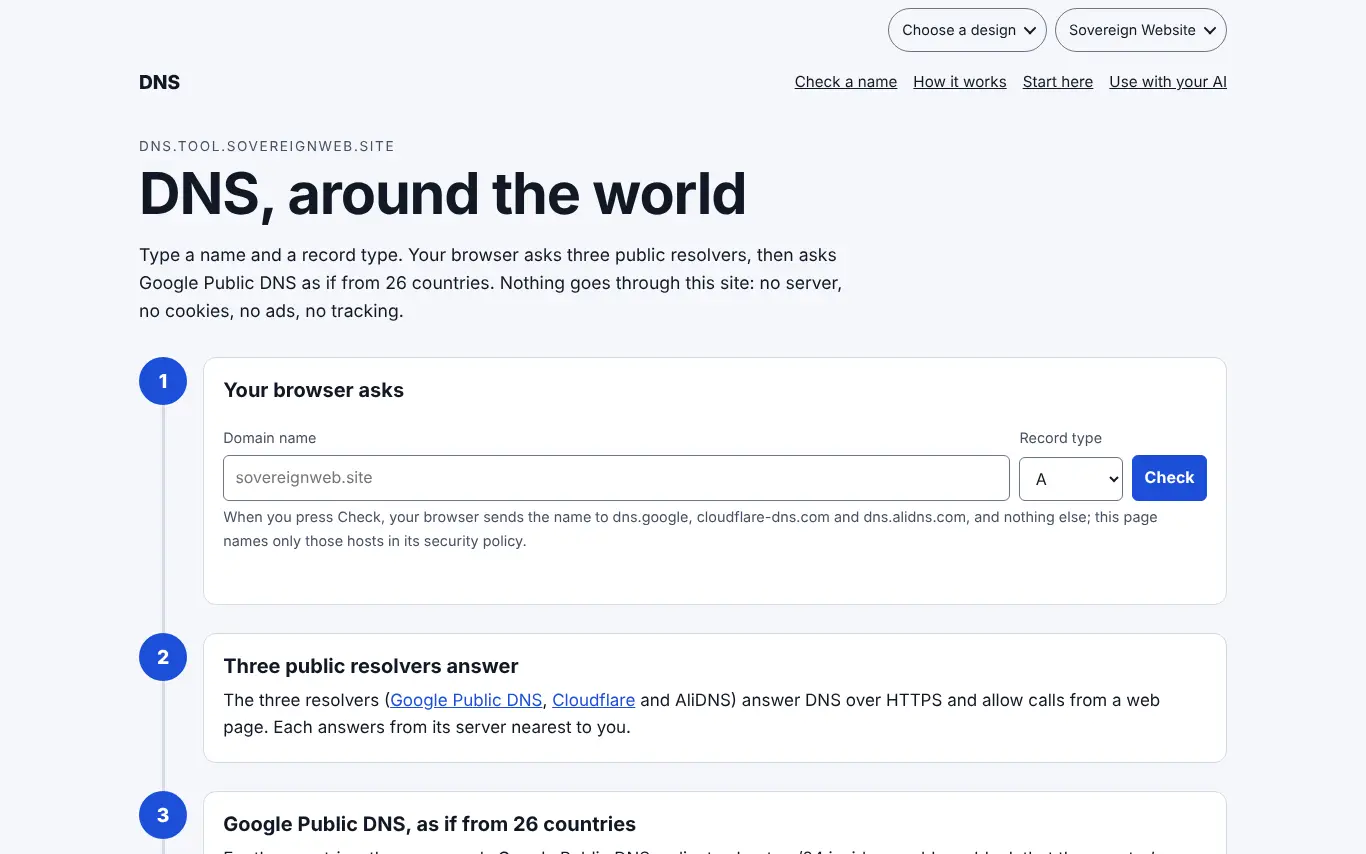 Choose a design
Sovereign Website
DNS
Check a name
How it works
Start here
Use with your AI
DNS.TOOL.SOVEREIGNWEB.SITE
DNS, around the world
Type a name and a record type. Your browser asks three public resolvers, then asks
Google Public DNS as if from 26 countries. Nothing goes through this site: no server,
no cookies, no ads, no tracking.
1
Your browser asks
Domain name
Record type
sovereignweb.site
A
Check
When you press Check, your browser sends the name to dns.google, cloudflare-dns.com and dns.alidns.com, and nothing else; this page
names only those hosts in its security policy.
2
Three public resolvers answer
The three resolvers (Google Public DNS, Cloudflare and AliDNS) answer DNS over HTTPS and allow calls from a web
page. Each answers from its server nearest to you.
3
Google Public DNS, as if from 26 countries